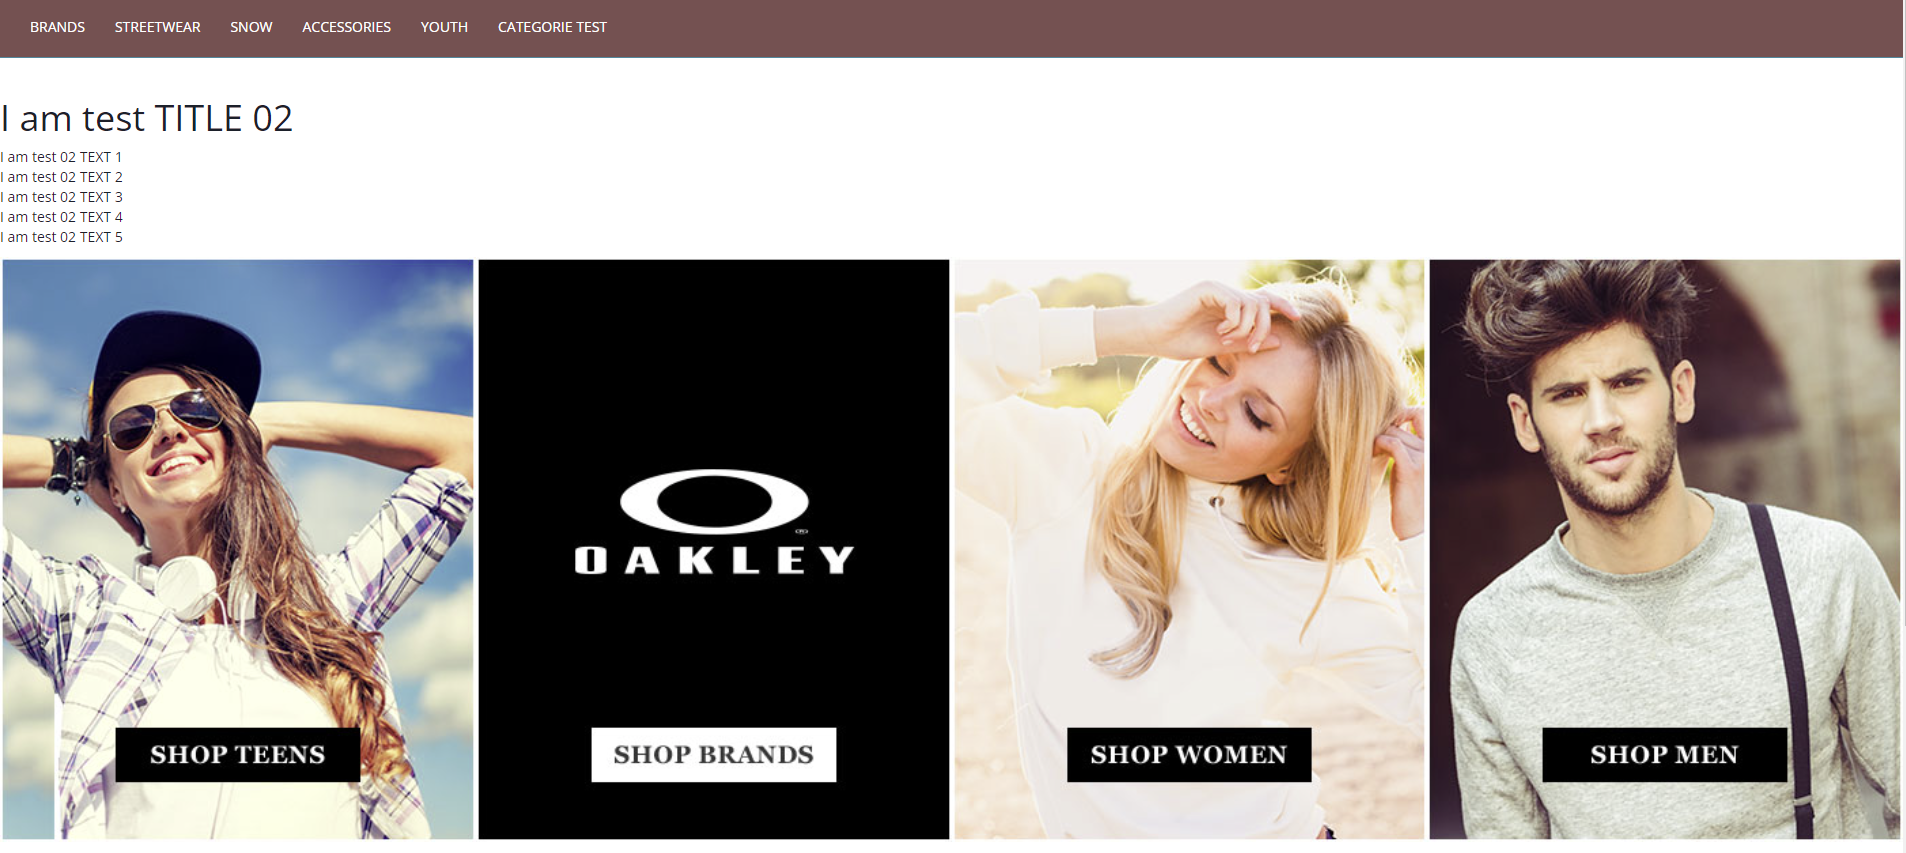 BRANDS STREETWEAR SNOW ACCESSORIES YOUTH CATEGORIE TEST
I am test TITLE 02
I am test 02 TEXT 1
I am test 02 TEXT 2
I am test 02 TEXT 3
I am test 02 TEXT 4
I am test 02 TEXT 5
OAKLEY
SHOP TEENS
SHOP BRANDS
SHOP WOMEN
SHOP MEN